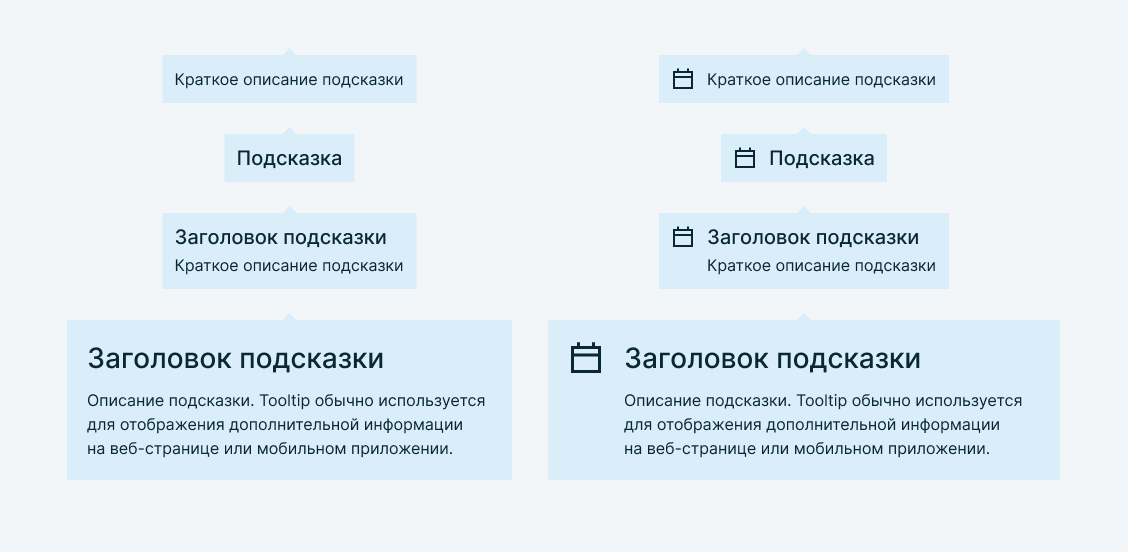 Краткое описание подсказки
Подсказка
Заголовок подсказки
Краткое описание подсказки
Заголовок подсказки
Описание подсказки. Tooltip обычно используется
для отображения дополнительной информации
на веб-странице или мобильном приложении.
Краткое описание подсказки
Подсказка
Заголовок подсказки
Краткое описание подсказки
Заголовок подсказки
Описание подсказки. Tooltip обычно используется
для отображения дополнительной информации
на веб-странице или мобильном приложении.